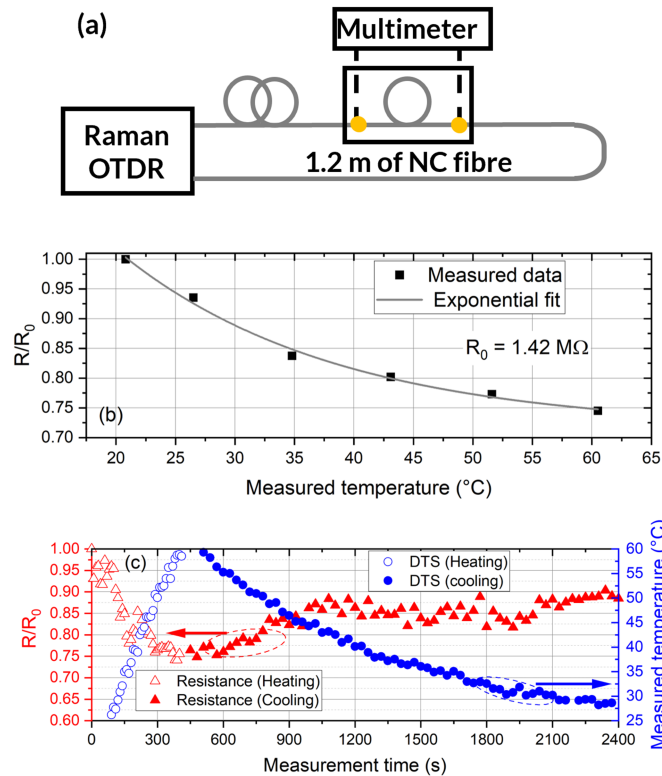 (a)
Multimeter
Raman
OTDR
1.2 m of NC fibre
1.00
0.95
0.90
0.85
0.80
0.75
0.70
R/R₀
Measured data
Exponential fit
R₀ = 1.42 MΩ
(b)
20 25 30 35 40 45 50 55 60 65
Measured temperature (°C)
(c)
1.00
0.95
0.90
0.85
0.80
0.75
0.70
0.65
0.60
R/R₀
DTS (Heating)
DTS (cooling)
Resistance (Heating)
Resistance (Cooling)
60
55
50
45
40
35
30
25
Measured temperature (°C)
0 300 600 900 1200 1500 1800 2100 2400
Measurement time (s)